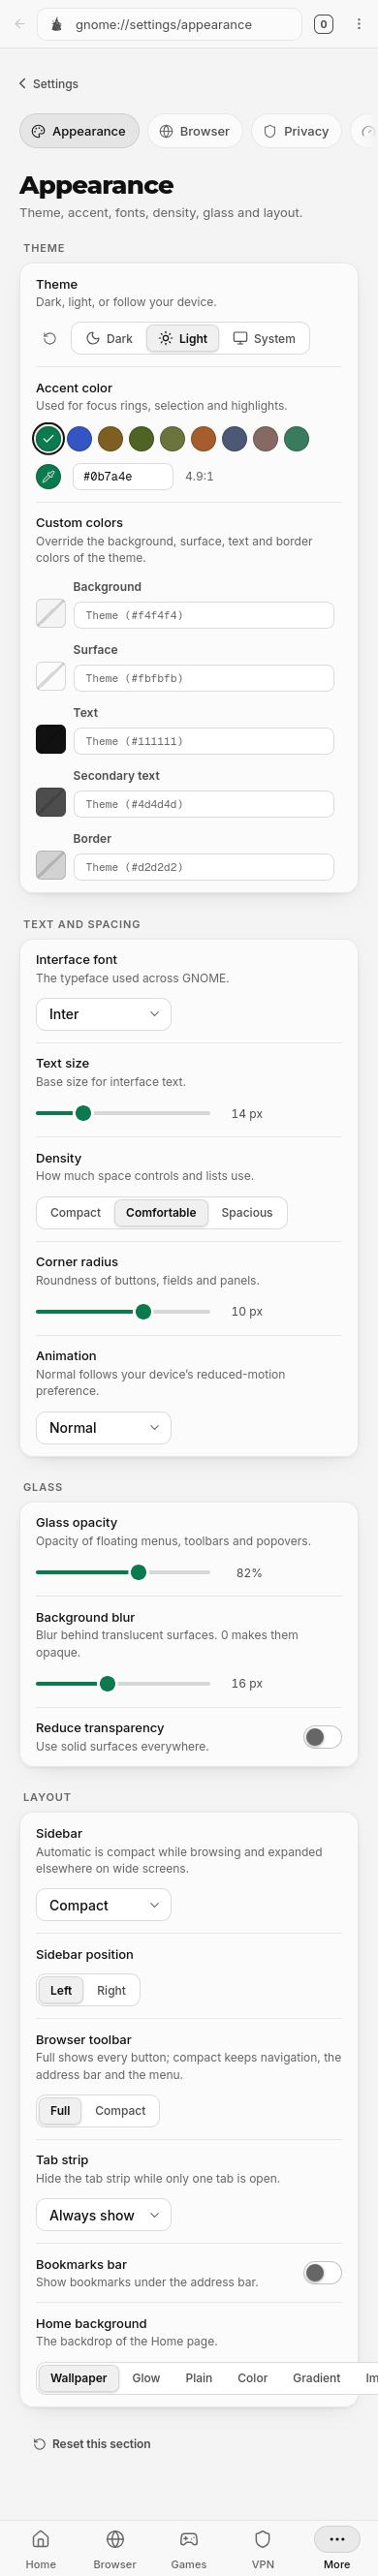 gnome://settings/appearance
0
Settings
Appearance
Browser
Privacy
Appearance
Theme, accent, fonts, density, glass and layout.
THEME
Theme
Dark, light, or follow your device.
Dark
Light
System
Accent color
Used for focus rings, selection and highlights.
#0b7a4e
4.9:1
Custom colors
Override the background, surface, text and border
colors of the theme.
Background
Theme (#f4f4f4)
Surface
Theme (#fbfbfb)
Text
Theme (#111111)
Secondary text
Theme (#4d4d4d)
Border
Theme (#d2d2d2)
TEXT AND SPACING
Interface font
The typeface used across GNOME.
Inter
Text size
Base size for interface text.
14 px
Density
How much space controls and lists use.
Compact
Comfortable
Spacious
Corner radius
Roundness of buttons, fields and panels.
10 px
Animation
Normal follows your device’s reduced-motion
preference.
Normal
GLASS
Glass opacity
Opacity of floating menus, toolbars and popovers.
82%
Background blur
Blur behind translucent surfaces. 0 makes them
opaque.
16 px
Reduce transparency
Use solid surfaces everywhere.
LAYOUT
Sidebar
Automatic is compact while browsing and expanded
elsewhere on wide screens.
Compact
Sidebar position
Left
Right
Browser toolbar
Full shows every button; compact keeps navigation, the
address bar and the menu.
Full
Compact
Tab strip
Hide the tab strip while only one tab is open.
Always show
Bookmarks bar
Show bookmarks under the address bar.
Home background
The backdrop of the Home page.
Wallpaper
Glow
Plain
Color
Gradient
Reset this section
Home
Browser
Games
VPN
More